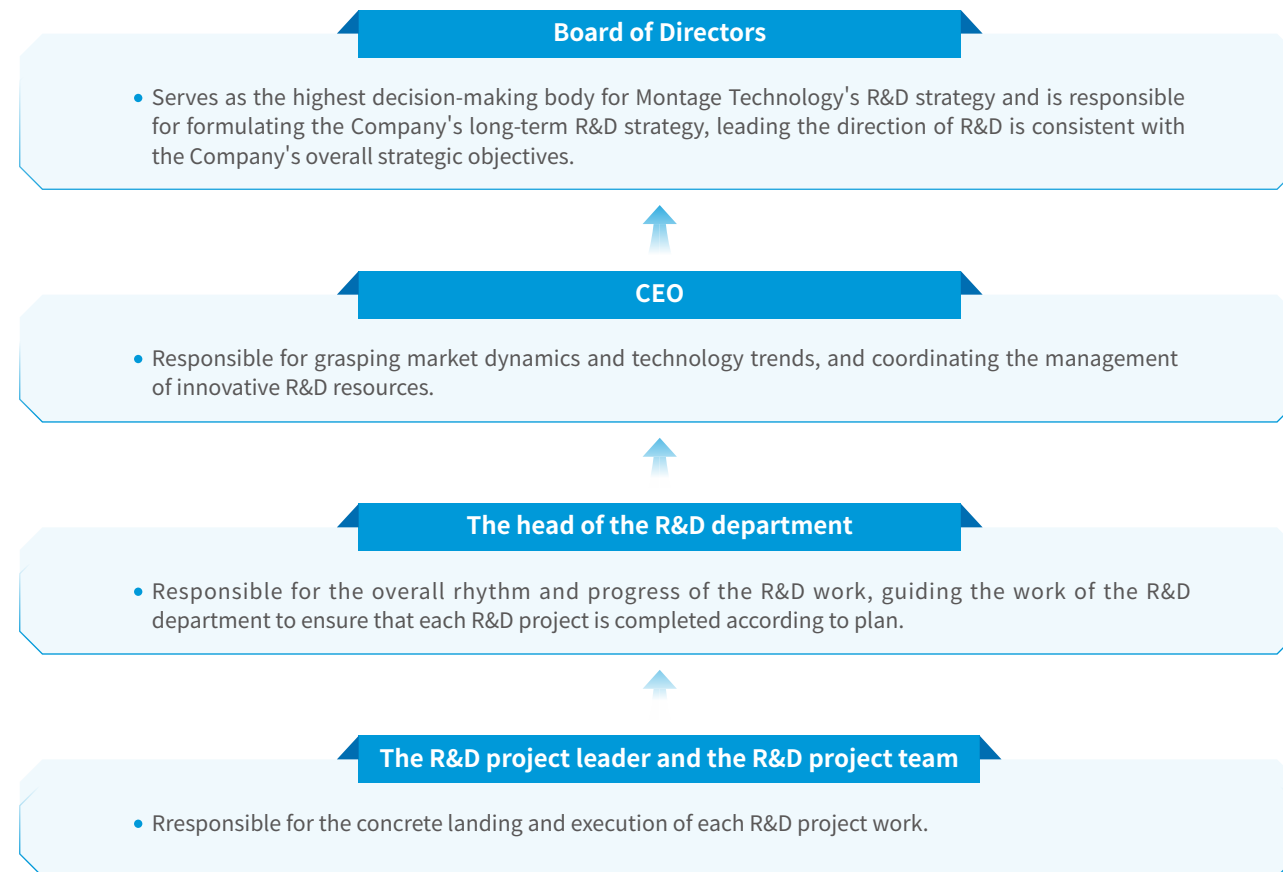 Board of Directors
• Serves as the highest decision-making body for Montage Technology's R&D strategy and is responsible
for formulating the Company's long-term R&D strategy, leading the direction of R&D is consistent with
the Company's overall strategic objectives.
CEO
• Responsible for grasping market dynamics and technology trends, and coordinating the management
of innovative R&D resources.
The head of the R&D department
• Responsible for the overall rhythm and progress of the R&D work, guiding the work of the R&D
department to ensure that each R&D project is completed according to plan.
The R&D project leader and the R&D project team
• Rresponsible for the concrete landing and execution of each R&D project work.